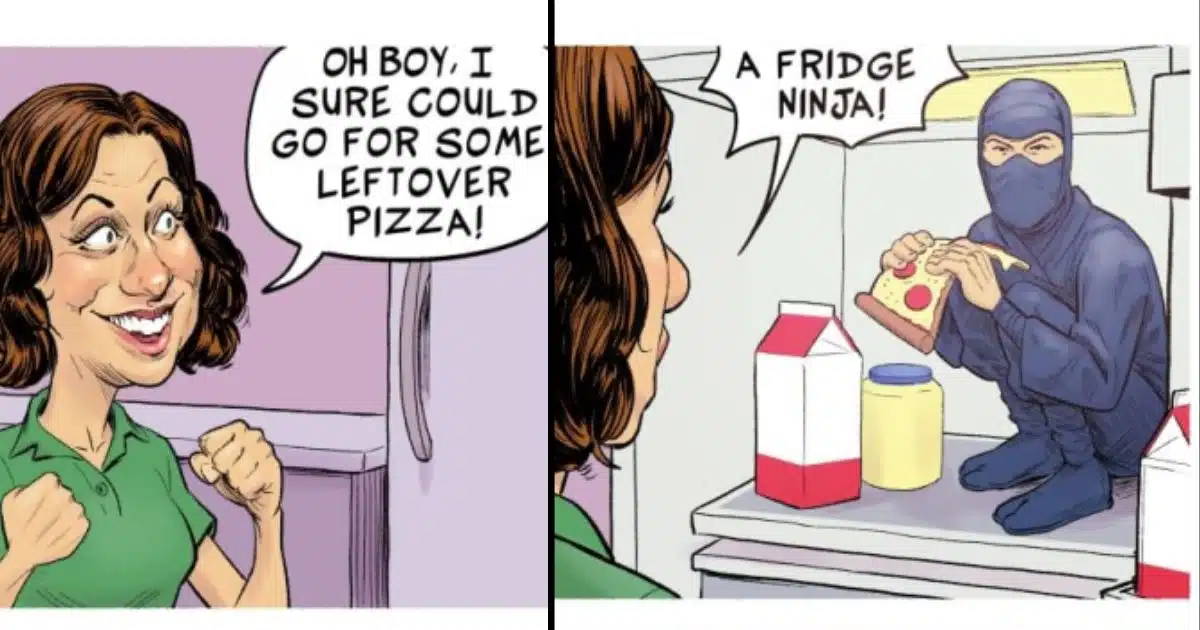 OH BOY, I
SURE COULD
GO FOR SOME
LEFTOVER
PIZZA!
A FRIDGE
NINJA!